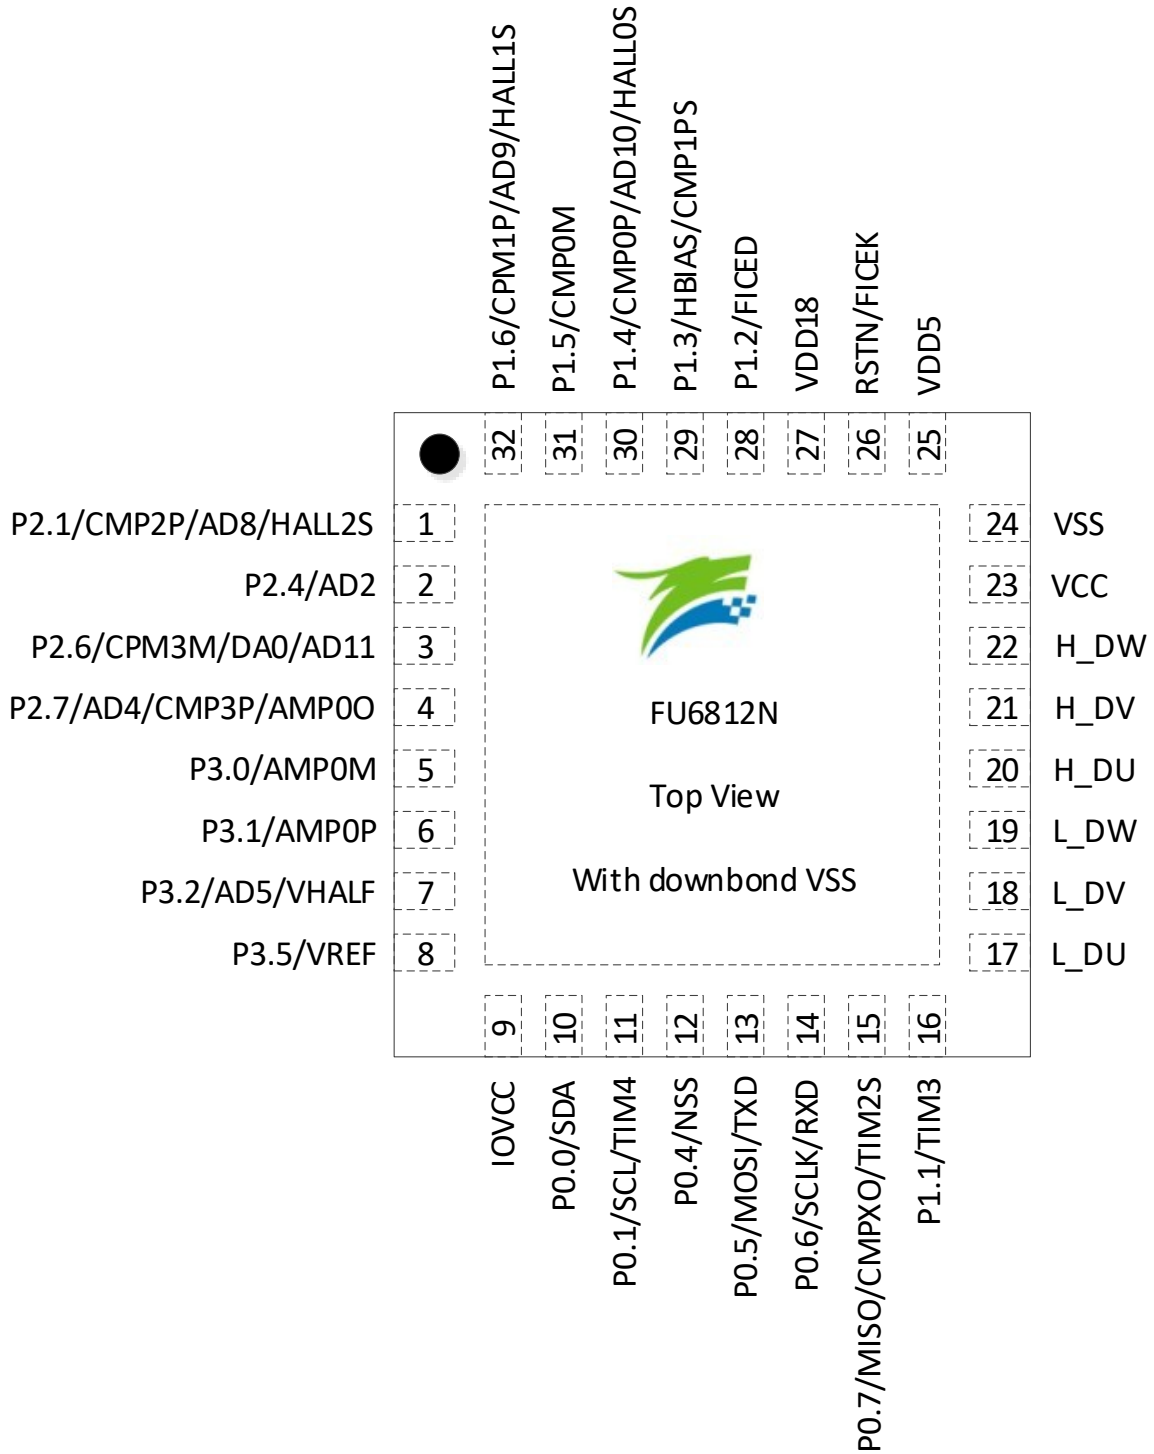 P1.6/CPM1P/AD9/HALL1S
P1.5/CMP0M
P1.4/CMP0P/AD10/HALL0S
P1.3/HBIAS/CMP1PS
P1.2/FICED
VDD18
RSTN/FICEK
VDD5
32
31
30
29
28
27
26
25
P2.1/CMP2P/AD8/HALL2S 1
P2.4/AD2 2
P2.6/CPM3M/DA0/AD11 3
P2.7/AD4/CMP3P/AMP0O 4
P3.0/AMP0M 5
P3.1/AMP0P 6
P3.2/AD5/VHALF 7
P3.5/VREF 8
FU6812N
Top View
With downbond VSS
24 VSS
23 VCC
22 H_DW
21 H_DV
20 H_DU
19 L_DW
18 L_DV
17 L_DU
9
10
11
12
13
14
15
16
IOVCC
P0.0/SDA
P0.1/SCL/TIM4
P0.4/NSS
P0.5/MOSI/TXD
P0.6/SCLK/RXD
P0.7/MISO/CMPXO/TIM2S
P1.1/TIM3